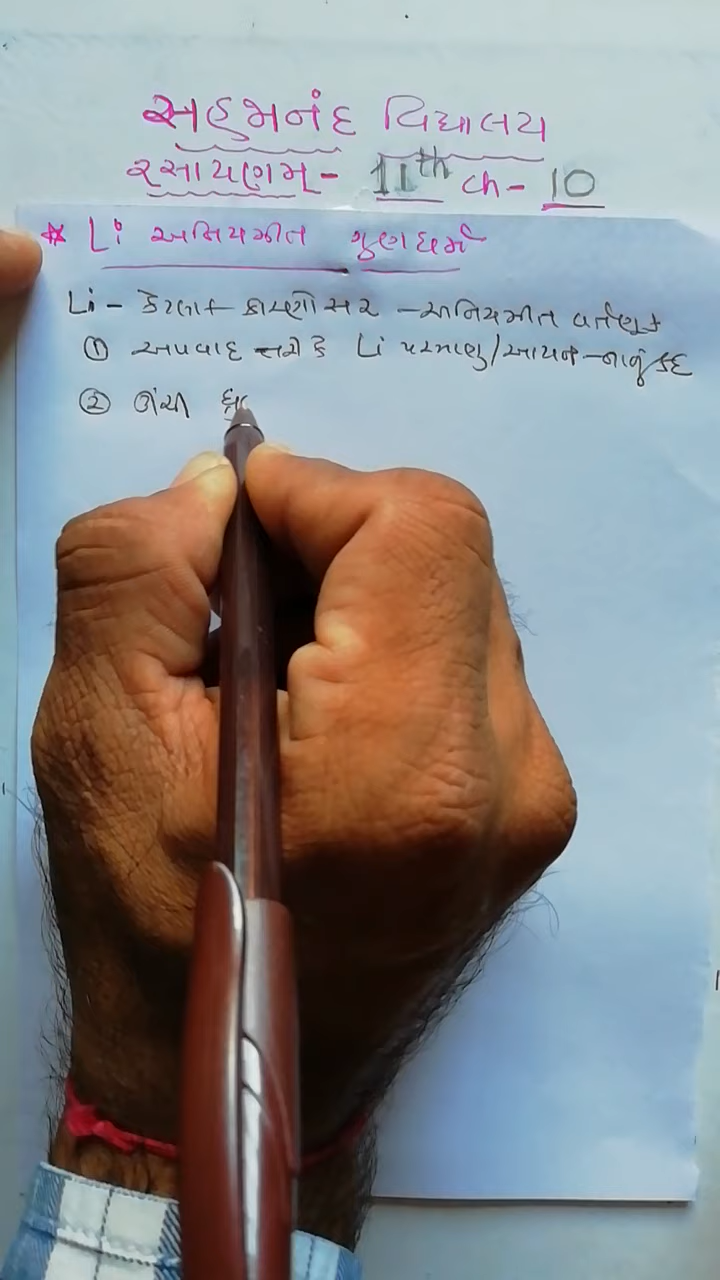 સહજાનંદ વિદ્યાલય
રસાયણમ્- 11th ch- 10
* Li અનિયમીત ગુણધર્મ
Li - કેટલાક કારણોસર - અનિયમીત વર્તણુક
① અપવાદ તરીકે Li પરમાણુ/આયન - નાનુ કદ
② ઊંચી ધ્રુ